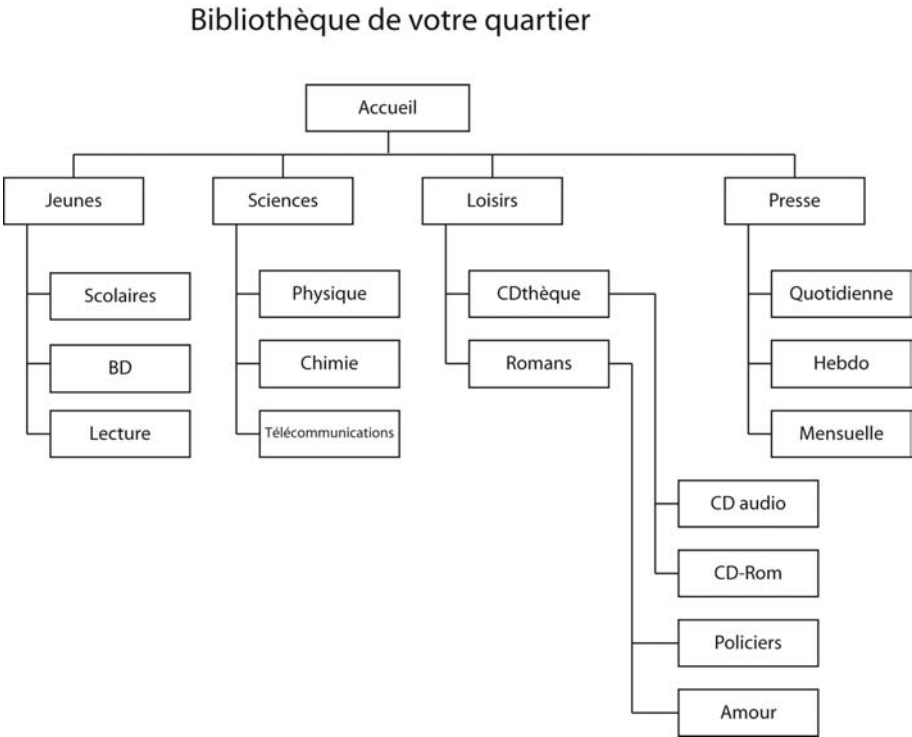 Bibliothèque de votre quartier
Accueil
Jeunes
Sciences
Loisirs
Presse
Scolaires
Physique
CDthèque
Quotidienne
BD
Chimie
Romans
Hebdo
Lecture
Télécommunications
Mensuelle
CD audio
CD-Rom
Policiers
Amour